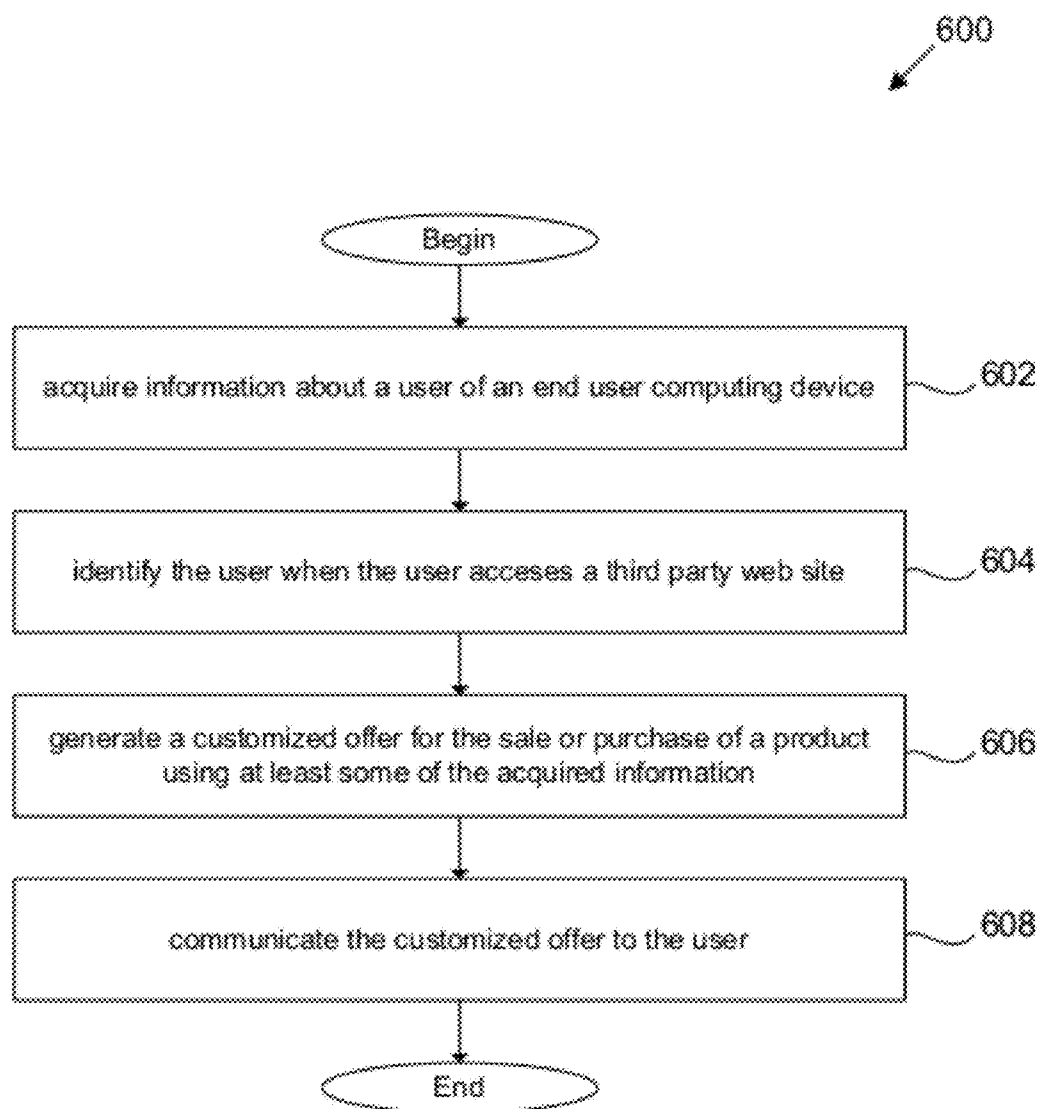 600
Begin
acquire information about a user of an end user computing device
602
identify the user when the user acceses a third party web site
604
generate a customized offer for the sale or purchase of a product
using at least some of the acquired information
606
communicate the customized offer to the user
608
End